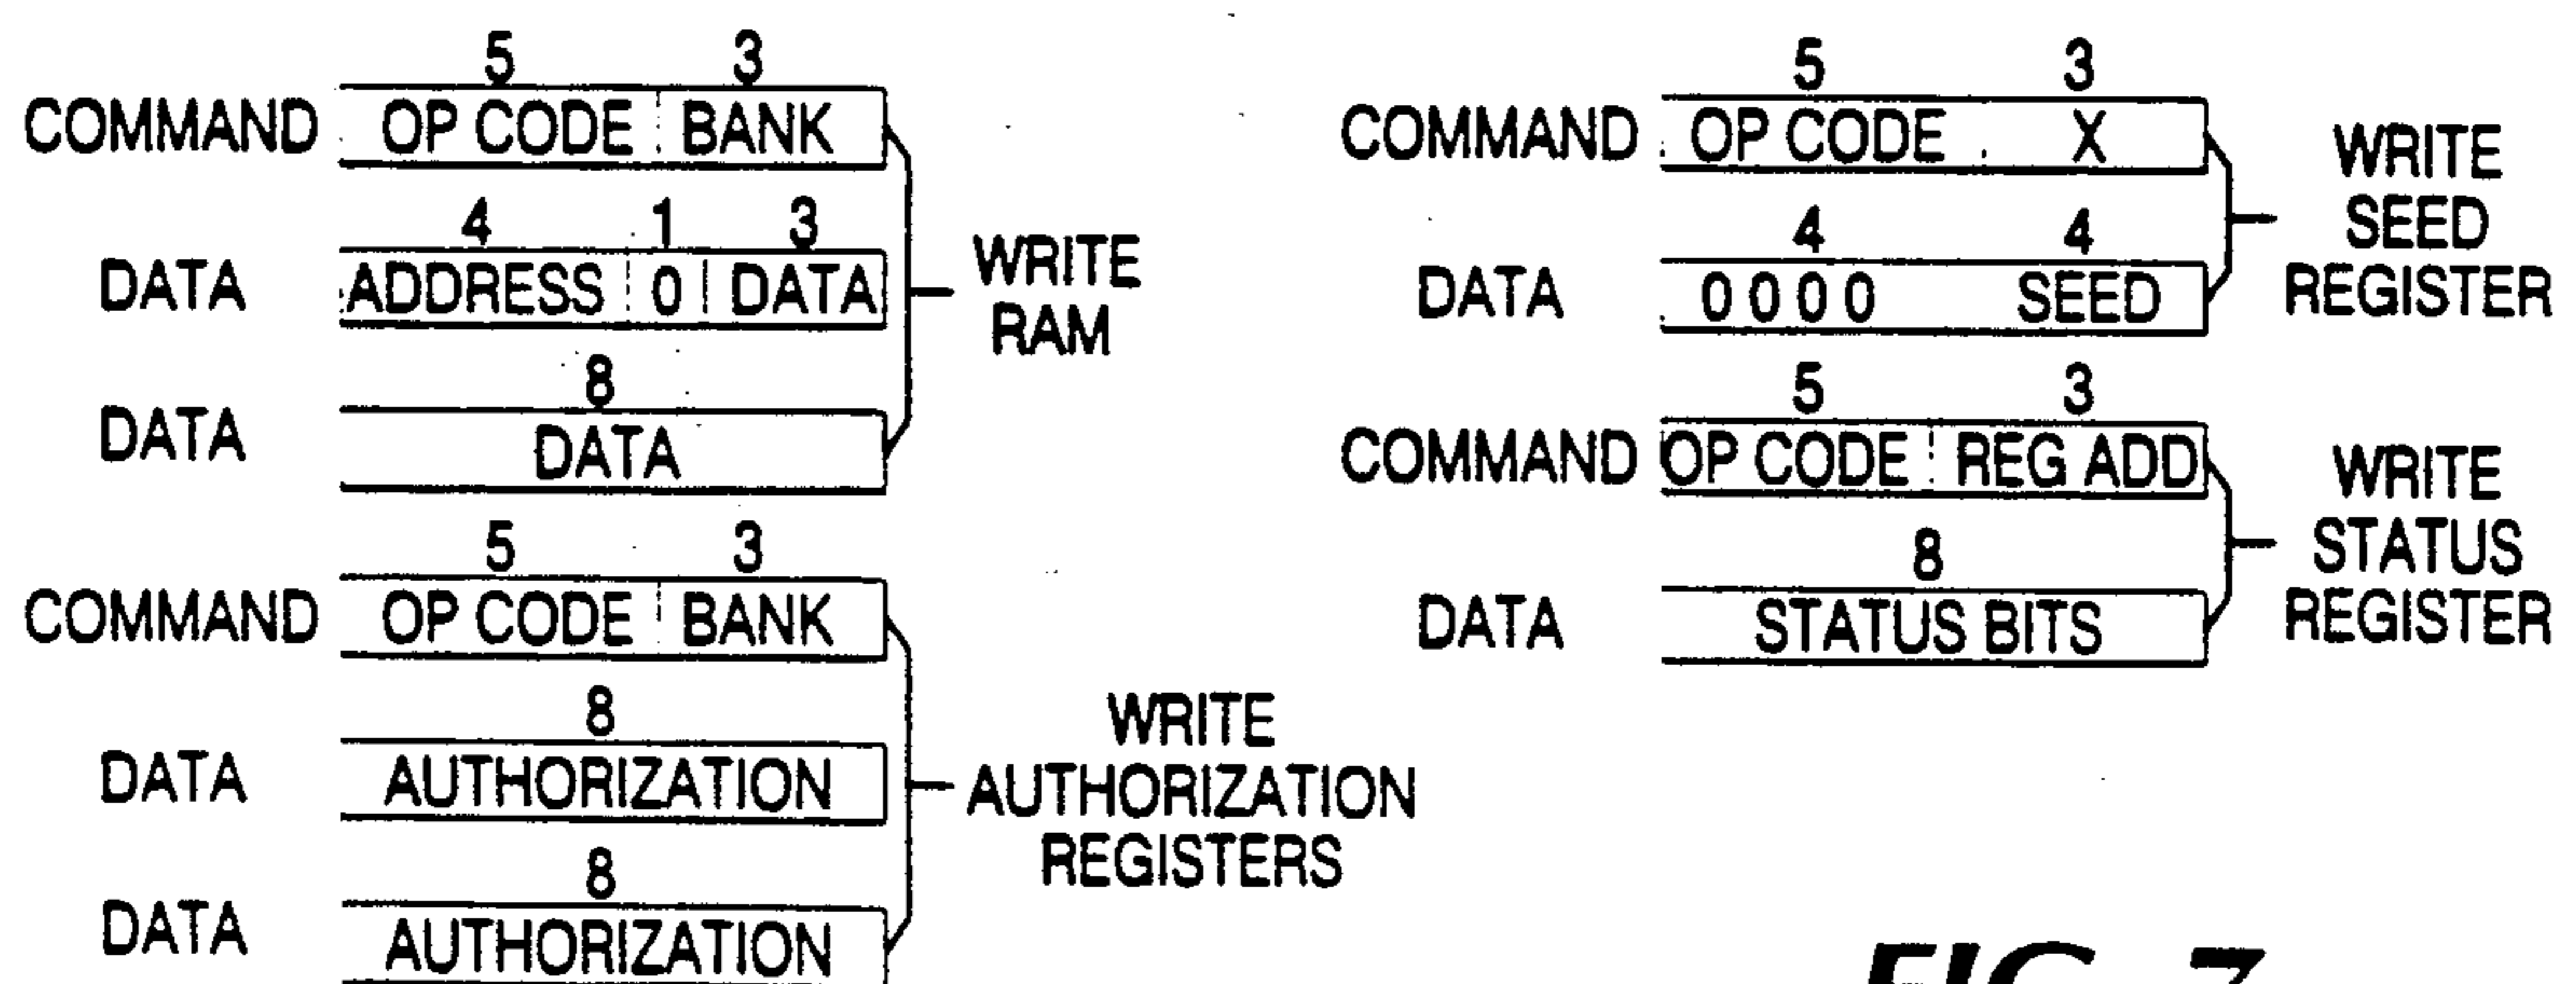 5 3
COMMAND OP CODE BANK
4 1 3
DATA ADDRESS 0 DATA
8
DATA DATA
WRITE
RAM
5 3
COMMAND OP CODE BANK
8
DATA AUTHORIZATION
8
DATA AUTHORIZATION
WRITE
AUTHORIZATION
REGISTERS
5 3
COMMAND OP CODE X
4 4
DATA 0 0 0 0 SEED
WRITE
SEED
REGISTER
5 3
COMMAND OP CODE REG ADD
8
DATA STATUS BITS
WRITE
STATUS
REGISTER
FIG. 7